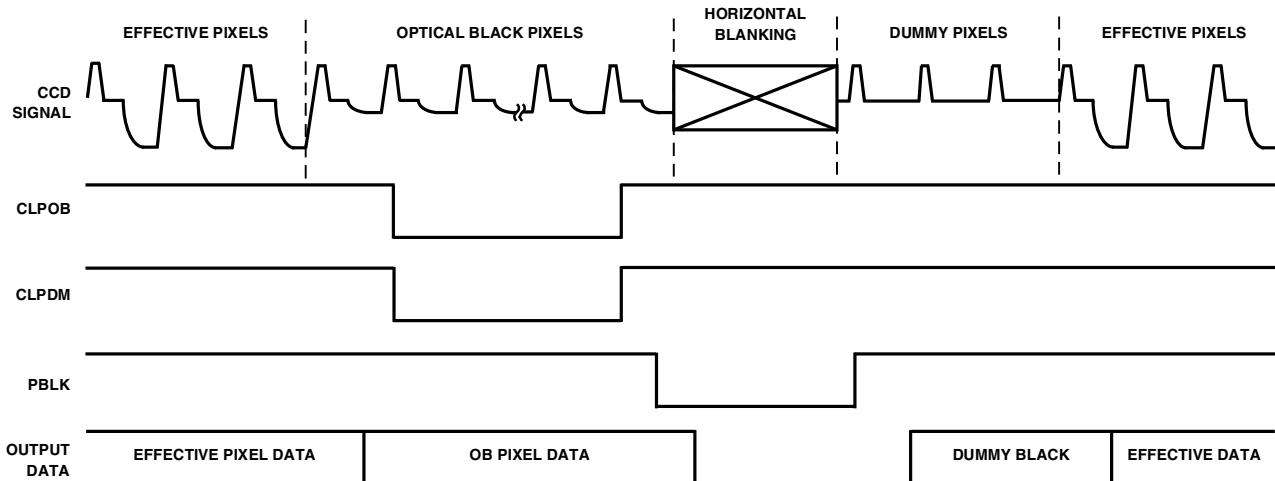 EFFECTIVE PIXELS
OPTICAL BLACK PIXELS
HORIZONTAL
BLANKING
DUMMY PIXELS
EFFECTIVE PIXELS
CCD
SIGNAL
CLPOB
CLPDM
PBLK
OUTPUT
DATA
EFFECTIVE PIXEL DATA
OB PIXEL DATA
DUMMY BLACK
EFFECTIVE DATA